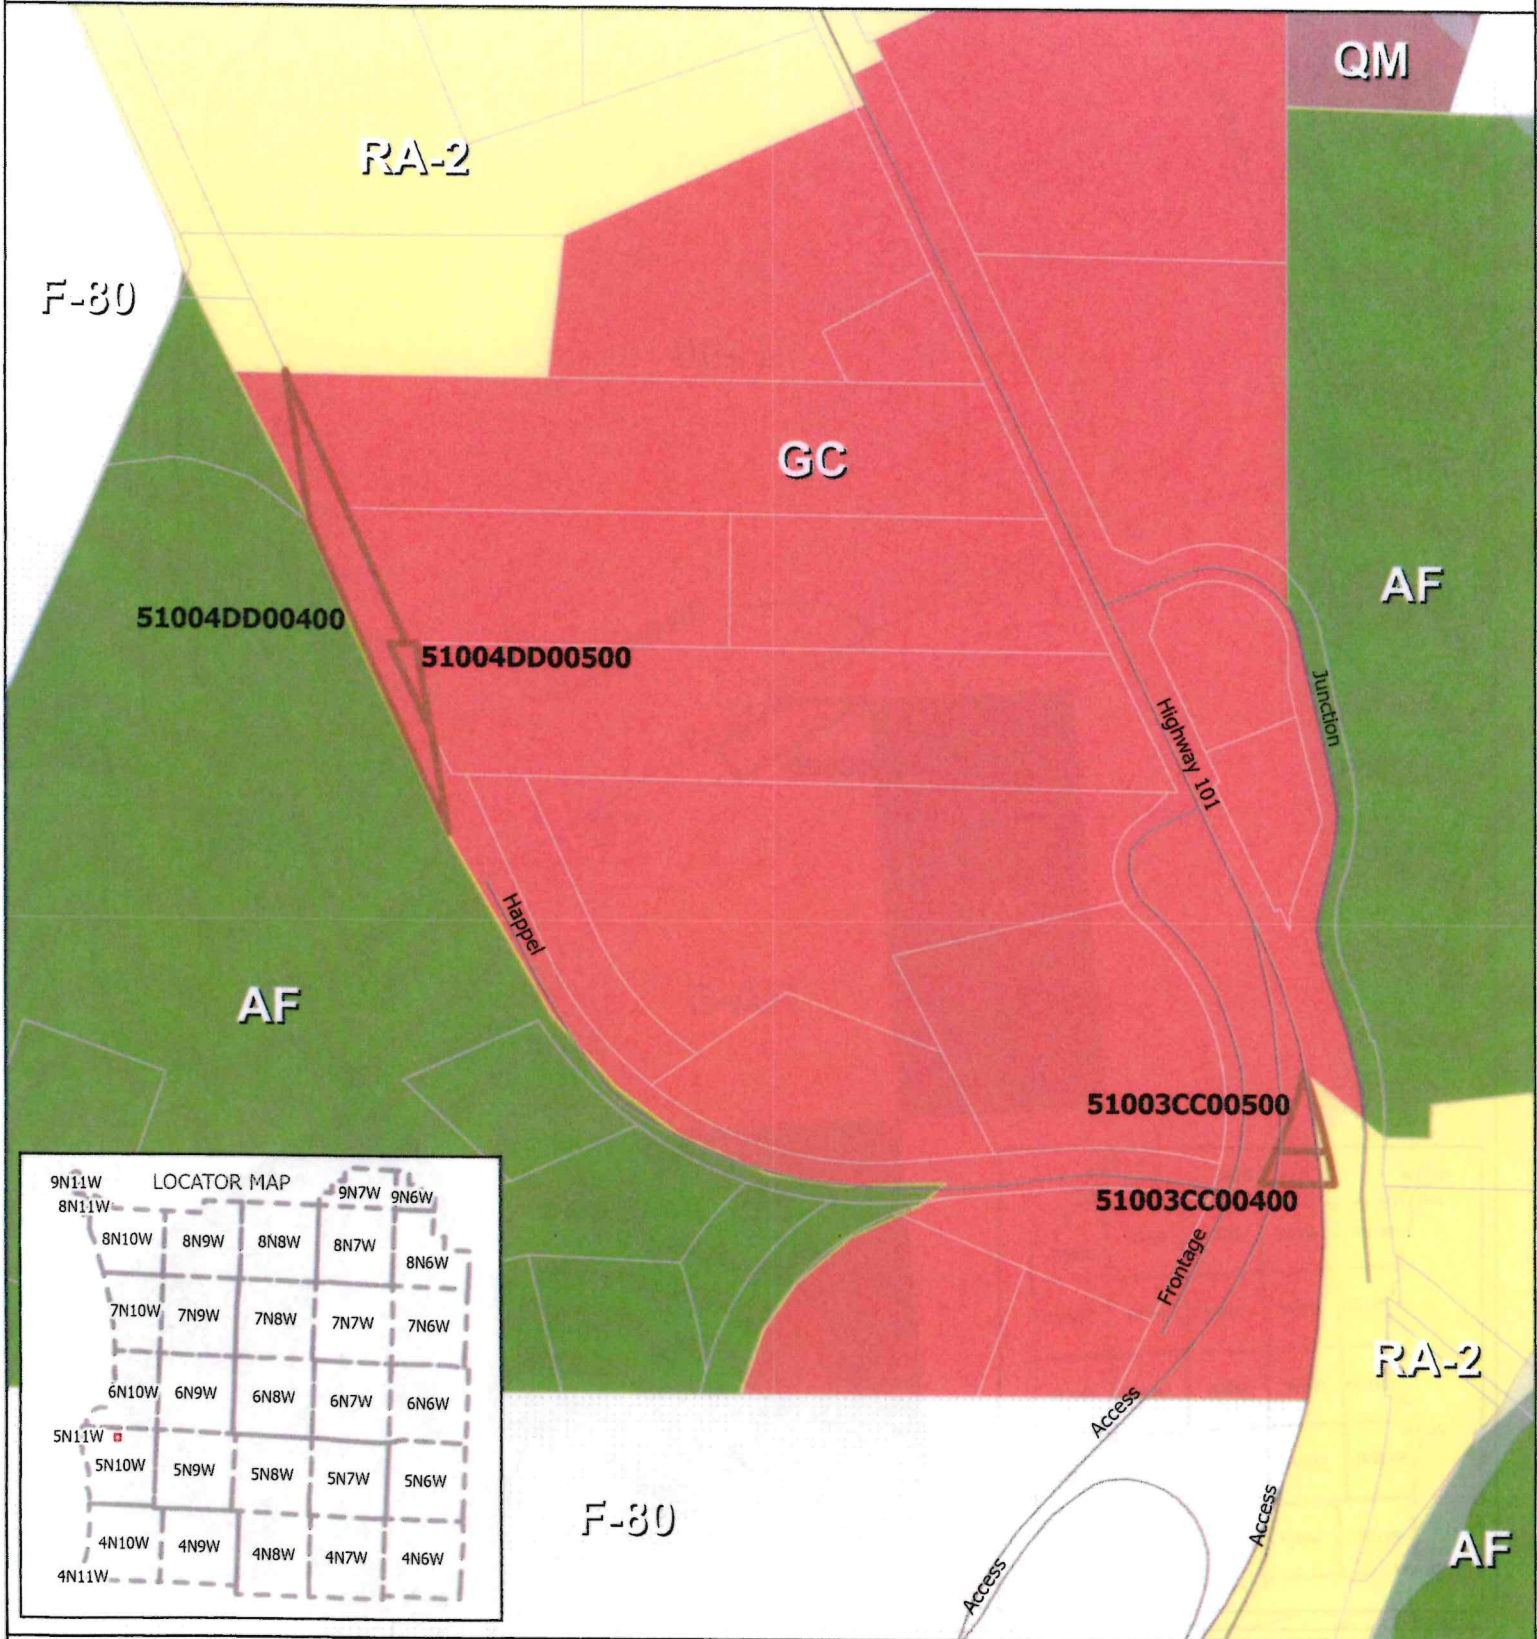 QM
RA-2
F-80
GC
AF
51004DD00400
51004DD00500
Junction
Highway 101
Happel
AF
51003CC00500
51003CC00400
Frontage
RA-2
Access
F-80
Access
AF
Access
LOCATOR MAP
9N11W
9N7W 9N6W
8N11W
8N10W 8N9W 8N8W 8N7W 8N6W
7N10W 7N9W 7N8W 7N7W 7N6W
6N10W 6N9W 6N8W 6N7W 6N6W
5N11W
5N10W 5N9W 5N8W 5N7W 5N6W
4N10W 4N9W 4N8W 4N7W 4N6W
4N11W